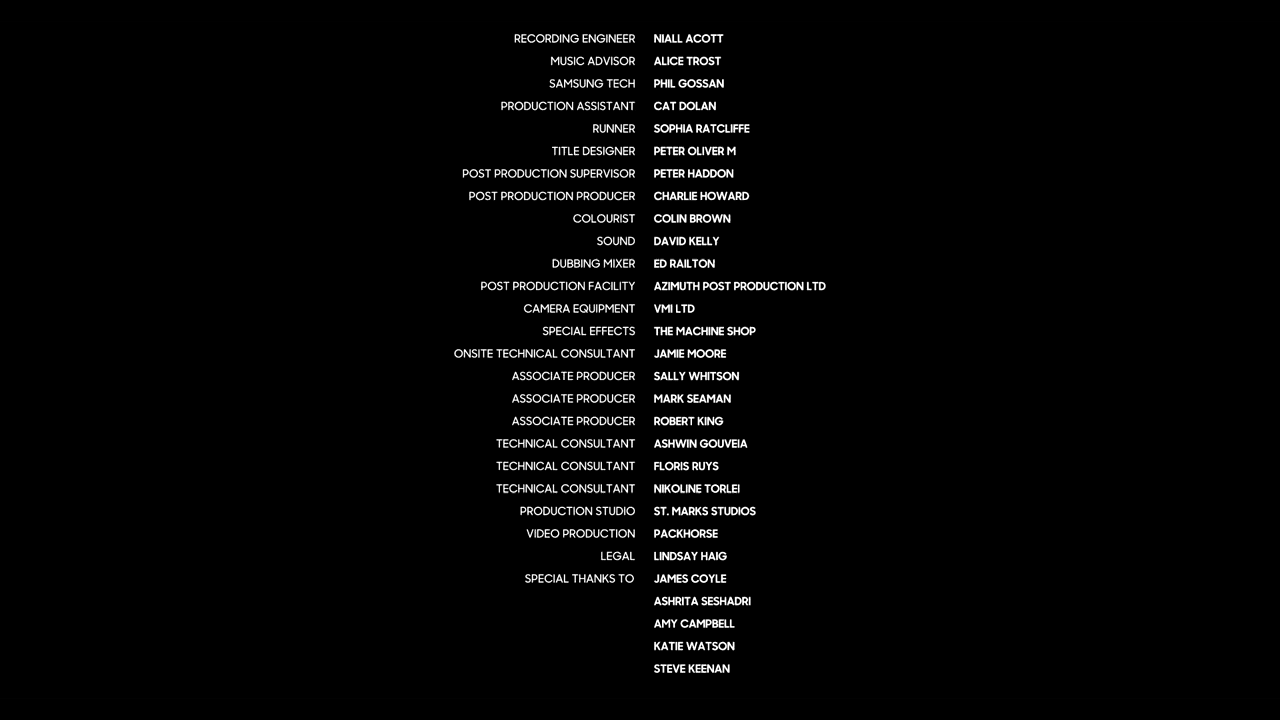 RECORDING ENGINEER NIALL ACOTT
MUSIC ADVISOR ALICE TROST
SAMSUNG TECH PHIL GOSSAN
PRODUCTION ASSISTANT CAT DOLAN
RUNNER SOPHIA RATCLIFFE
TITLE DESIGNER PETER OLIVER M
POST PRODUCTION SUPERVISOR PETER HADDON
POST PRODUCTION PRODUCER CHARLIE HOWARD
COLOURIST COLIN BROWN
SOUND DAVID KELLY
DUBBING MIXER ED RAILTON
POST PRODUCTION FACILITY AZIMUTH POST PRODUCTION LTD
CAMERA EQUIPMENT VMI LTD
SPECIAL EFFECTS THE MACHINE SHOP
ONSITE TECHNICAL CONSULTANT JAMIE MOORE
ASSOCIATE PRODUCER SALLY WHITSON
ASSOCIATE PRODUCER MARK SEAMAN
ASSOCIATE PRODUCER ROBERT KING
TECHNICAL CONSULTANT ASHWIN GOUVEIA
TECHNICAL CONSULTANT FLORIS RUYS
TECHNICAL CONSULTANT NIKOLINE TORLEI
PRODUCTION STUDIO ST. MARKS STUDIOS
VIDEO PRODUCTION PACKHORSE
LEGAL LINDSAY HAIG
SPECIAL THANKS TO JAMES COYLE
ASHRITA SESHADRI
AMY CAMPBELL
KATIE WATSON
STEVE KEENAN